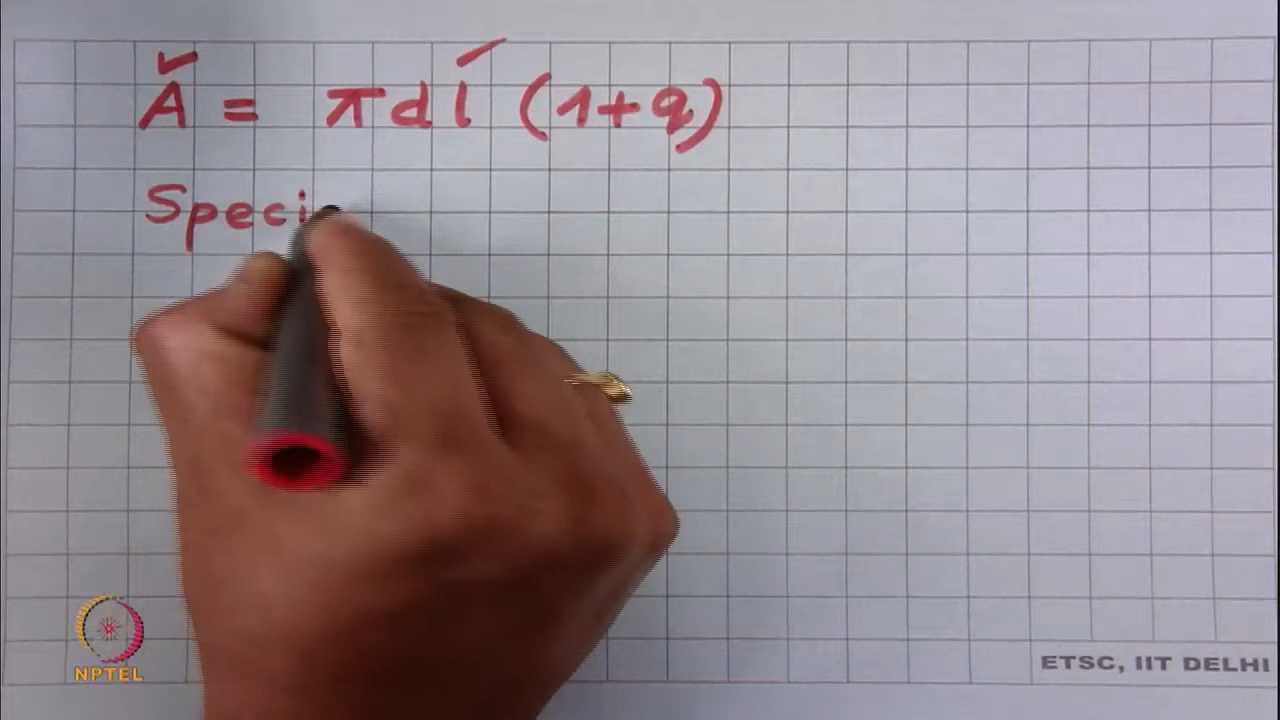 A = πdl (1+q)
Speci
NPTEL
ETSC, IIT DELHI